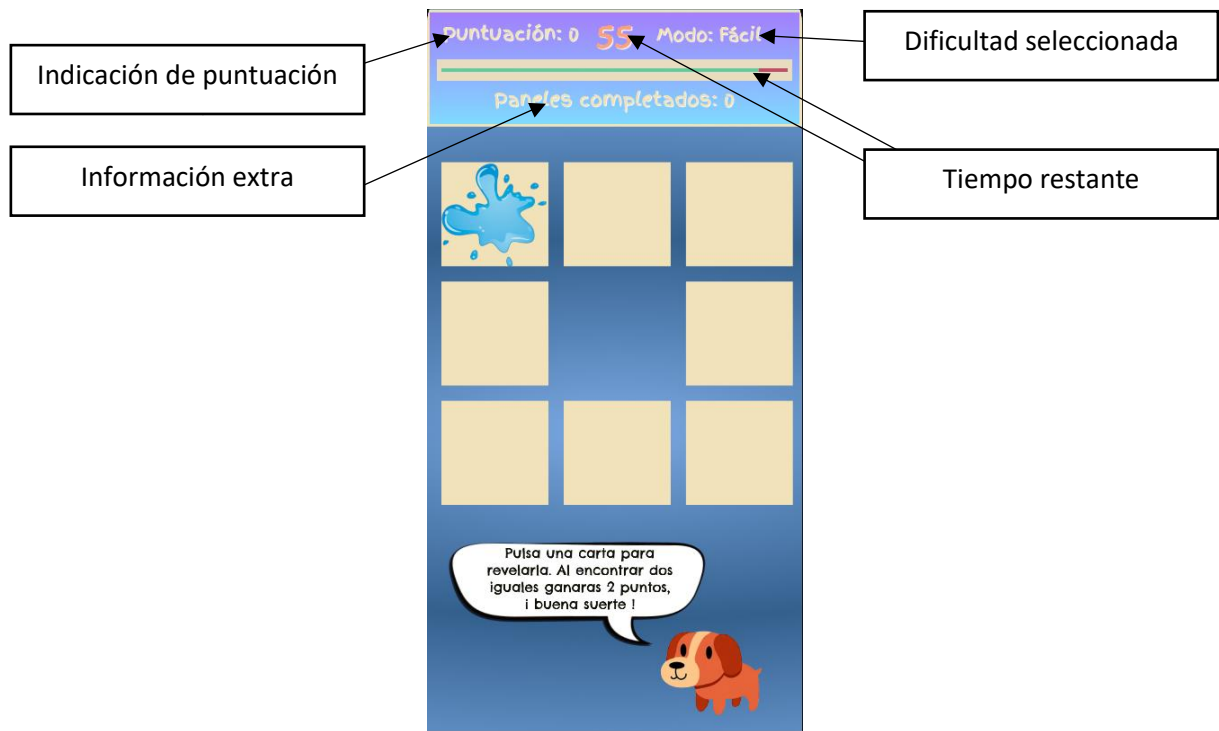 Puntuación: 0 55 Modo: Fácil
Dificultad seleccionada
Indicación de puntuación
Paneles completados: 0
Información extra
Tiempo restante
Pulsa una carta para
revelarla. Al encontrar dos
iguales ganaras 2 puntos,
¡ buena suerte !